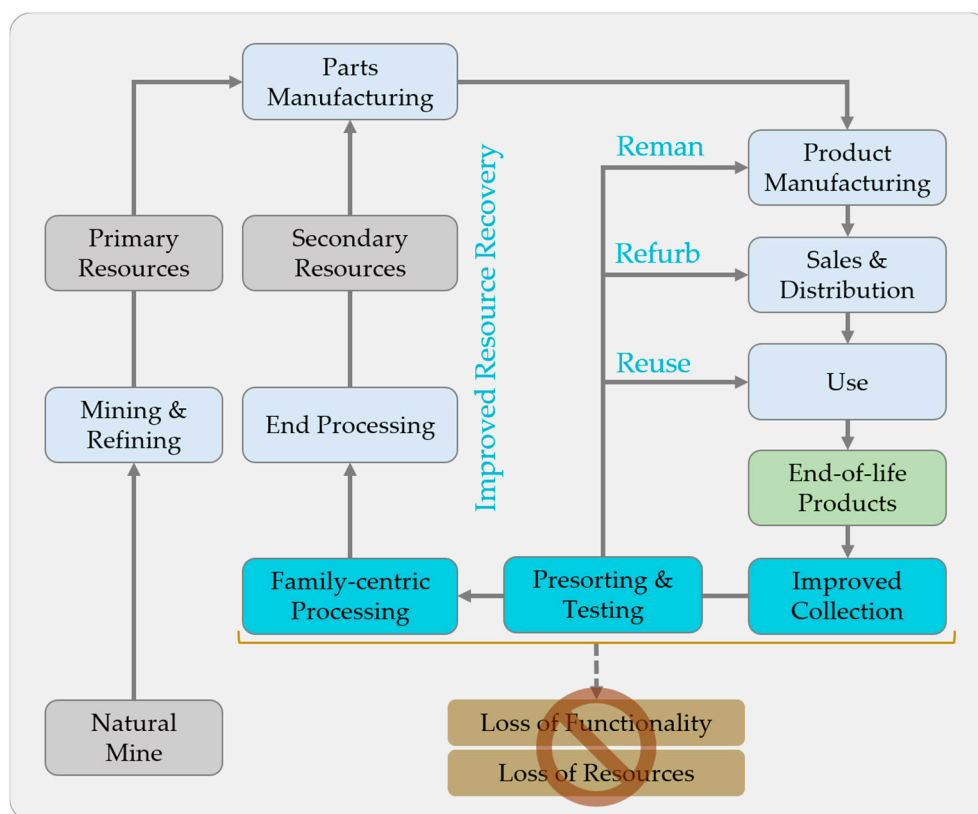 Parts
Manufacturing
Reman
Product
Manufacturing
Improved Resource Recovery
Primary
Resources
Secondary
Resources
Refurb
Sales &
Distribution
Reuse
Use
Mining &
Refining
End Processing
End-of-life
Products
Family-centric
Processing
Presorting &
Testing
Improved
Collection
Natural
Mine
Loss of Functionality
Loss of Resources